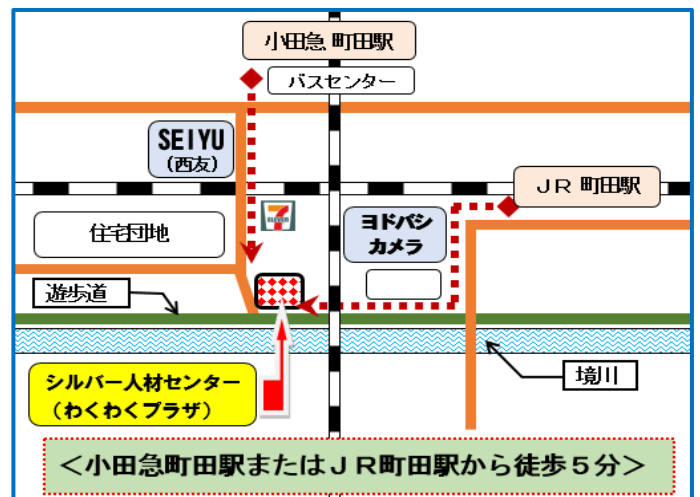 小田急 町田駅
バスセンター
SEIYU
(西友)
JR 町田駅
7
ELEVEN
ヨドバシ
カメラ
住宅団地
遊歩道
シルバー人材センター
(わくわくプラザ)
境川
<小田急町田駅またはJR町田駅から徒歩5分>